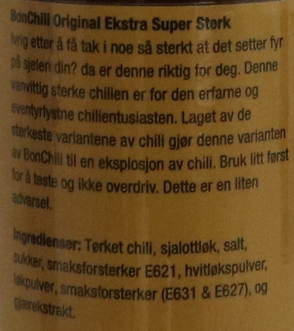 BonChili Original Ekstra Super Sterk
Ivrig etter å få tak i noe så sterkt at det setter fyr
på sjelen din? da er denne riktig for deg. Denne
vanvittig sterke chilien er for den erfarne og
eventyrlystne chilientusiasten. Laget av de
sterkeste variantene av chili gjør denne varianten
av BonChili til en eksplosjon av chili. Bruk litt først
for å taste og ikke overdriv. Dette er en liten
advarsel.
Ingredienser: Tørket chili, sjalottløk, salt,
sukker, smaksforsterker E621, hvitløkspulver,
løkpulver, smakstorsterker (E631 & E627), og
gjærekstrakt.